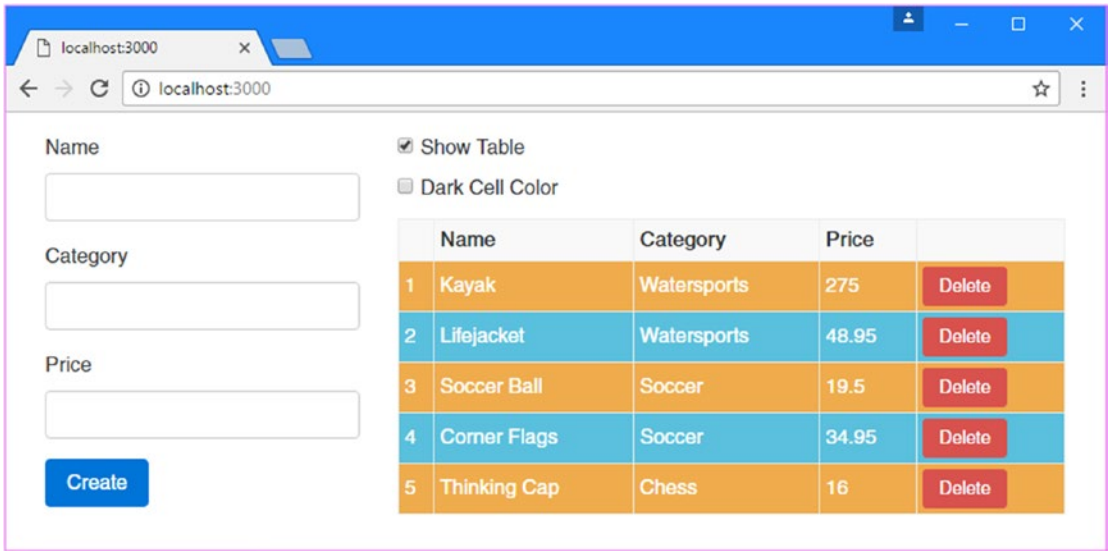 localhost:3000
localhost:3000
Name
Category
Price
Create
Show Table
Dark Cell Color
Name Category Price
1 Kayak Watersports 275 Delete
2 Lifejacket Watersports 48.95 Delete
3 Soccer Ball Soccer 19.5 Delete
4 Corner Flags Soccer 34.95 Delete
5 Thinking Cap Chess 16 Delete